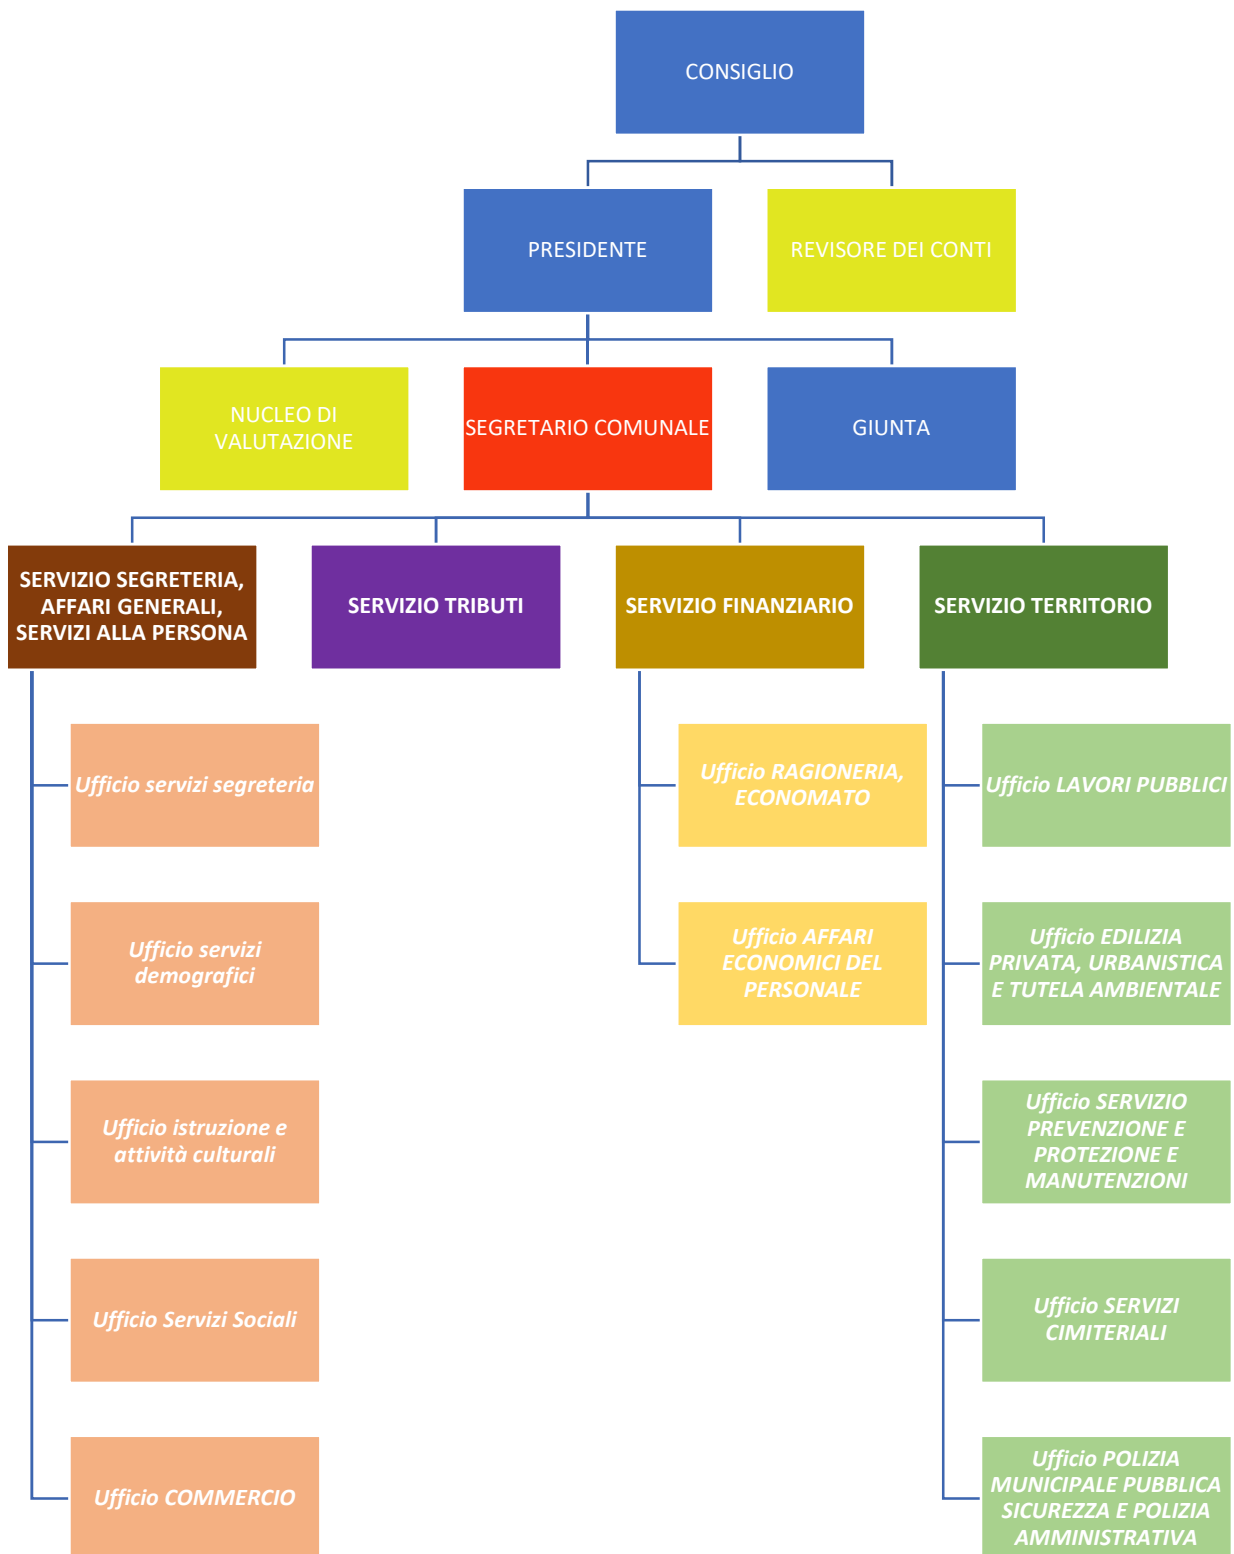 CONSIGLIO
PRESIDENTE
REVISORE DEI CONTI
NUCLEO DI
VALUTAZIONE
SEGRETARIO COMUNALE
GIUNTA
SERVIZIO SEGRETERIA,
AFFARI GENERALI,
SERVIZI ALLA PERSONA
SERVIZIO TRIBUTI
SERVIZIO FINANZIARIO
SERVIZIO TERRITORIO
Ufficio servizi segreteria
Ufficio servizi
demografici
Ufficio istruzione e
attività culturali
Ufficio Servizi Sociali
Ufficio COMMERCIO
Ufficio RAGIONERIA,
ECONOMATO
Ufficio AFFARI
ECONOMICI DEL
PERSONALE
Ufficio LAVORI PUBBLICI
Ufficio EDILIZIA
PRIVATA, URBANISTICA
E TUTELA AMBIENTALE
Ufficio SERVIZIO
PREVENZIONE E
PROTEZIONE E
MANUTENZIONI
Ufficio SERVIZI
CIMITERIALI
Ufficio POLIZIA
MUNICIPALE PUBBLICA
SICUREZZA E POLIZIA
AMMINISTRATIVA